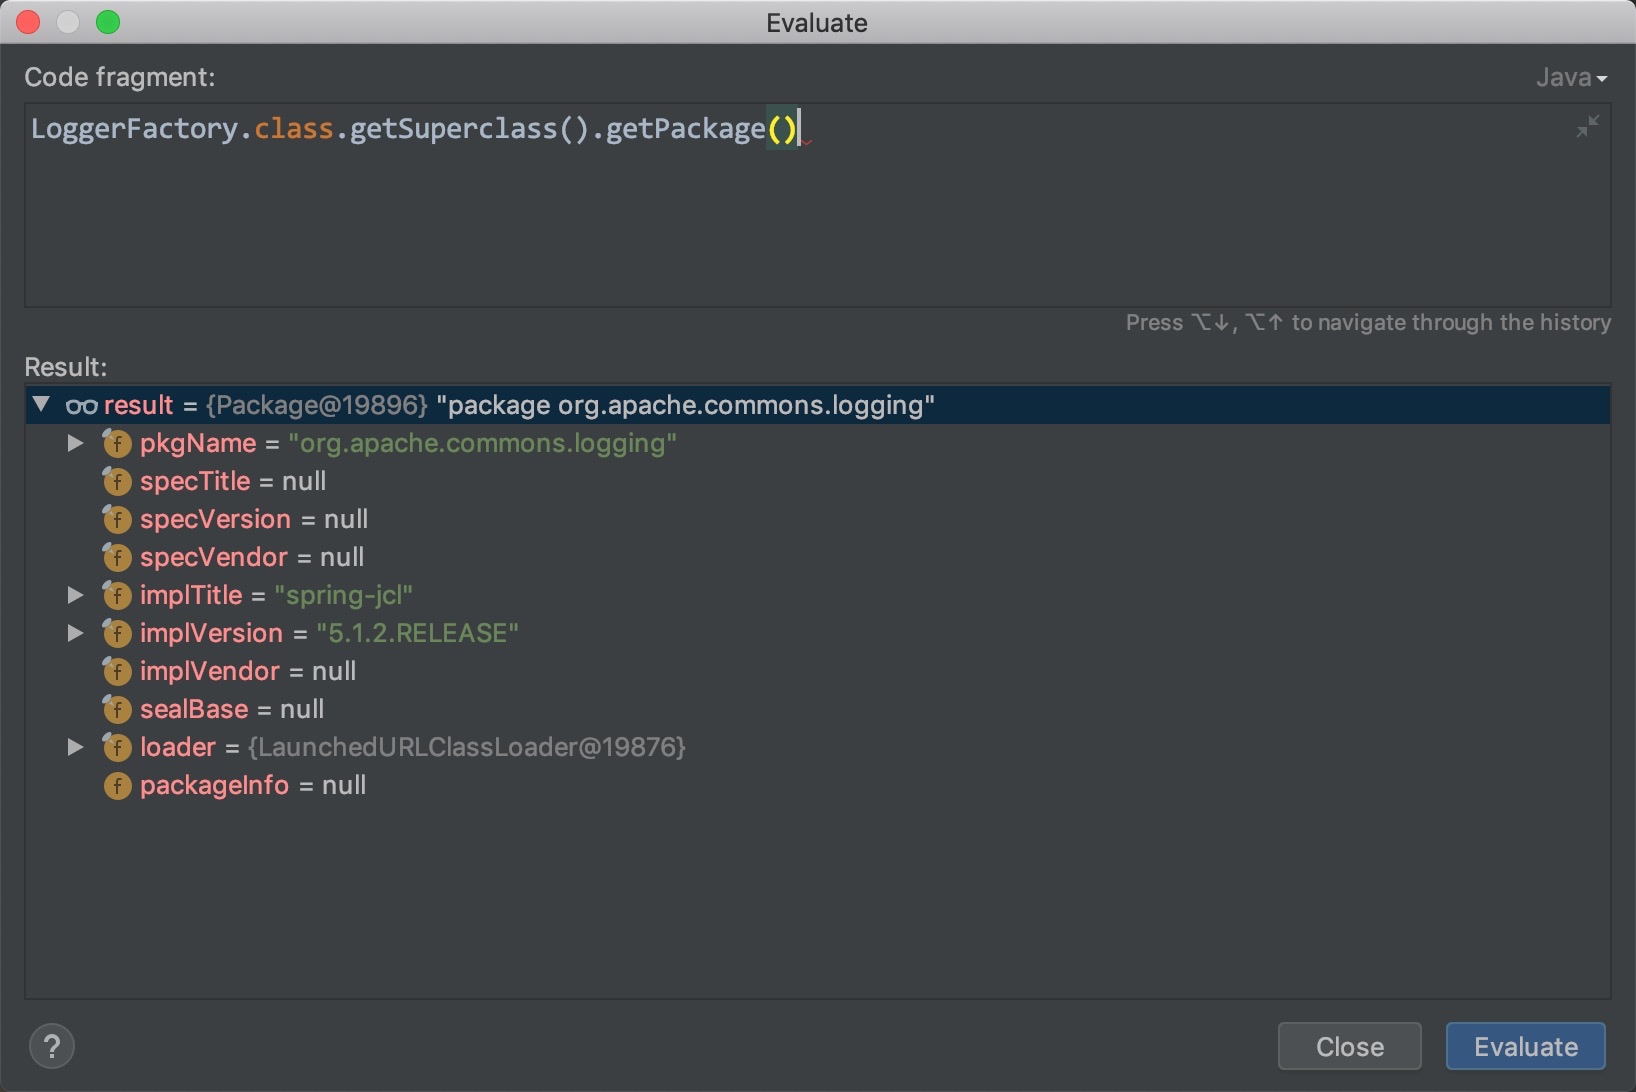 Evaluate
Code fragment:
Java
LoggerFactory.class.getSuperclass().getPackage()
Press ⌥↓, ⌥↑ to navigate through the history
Result:
result = {Package@19896} "package org.apache.commons.logging"
f pkgName = "org.apache.commons.logging"
f specTitle = null
f specVersion = null
f specVendor = null
f implTitle = "spring-jcl"
f implVersion = "5.1.2.RELEASE"
f implVendor = null
f sealBase = null
f loader = {LaunchedURLClassLoader@19876}
f packageInfo = null
?
Close
Evaluate